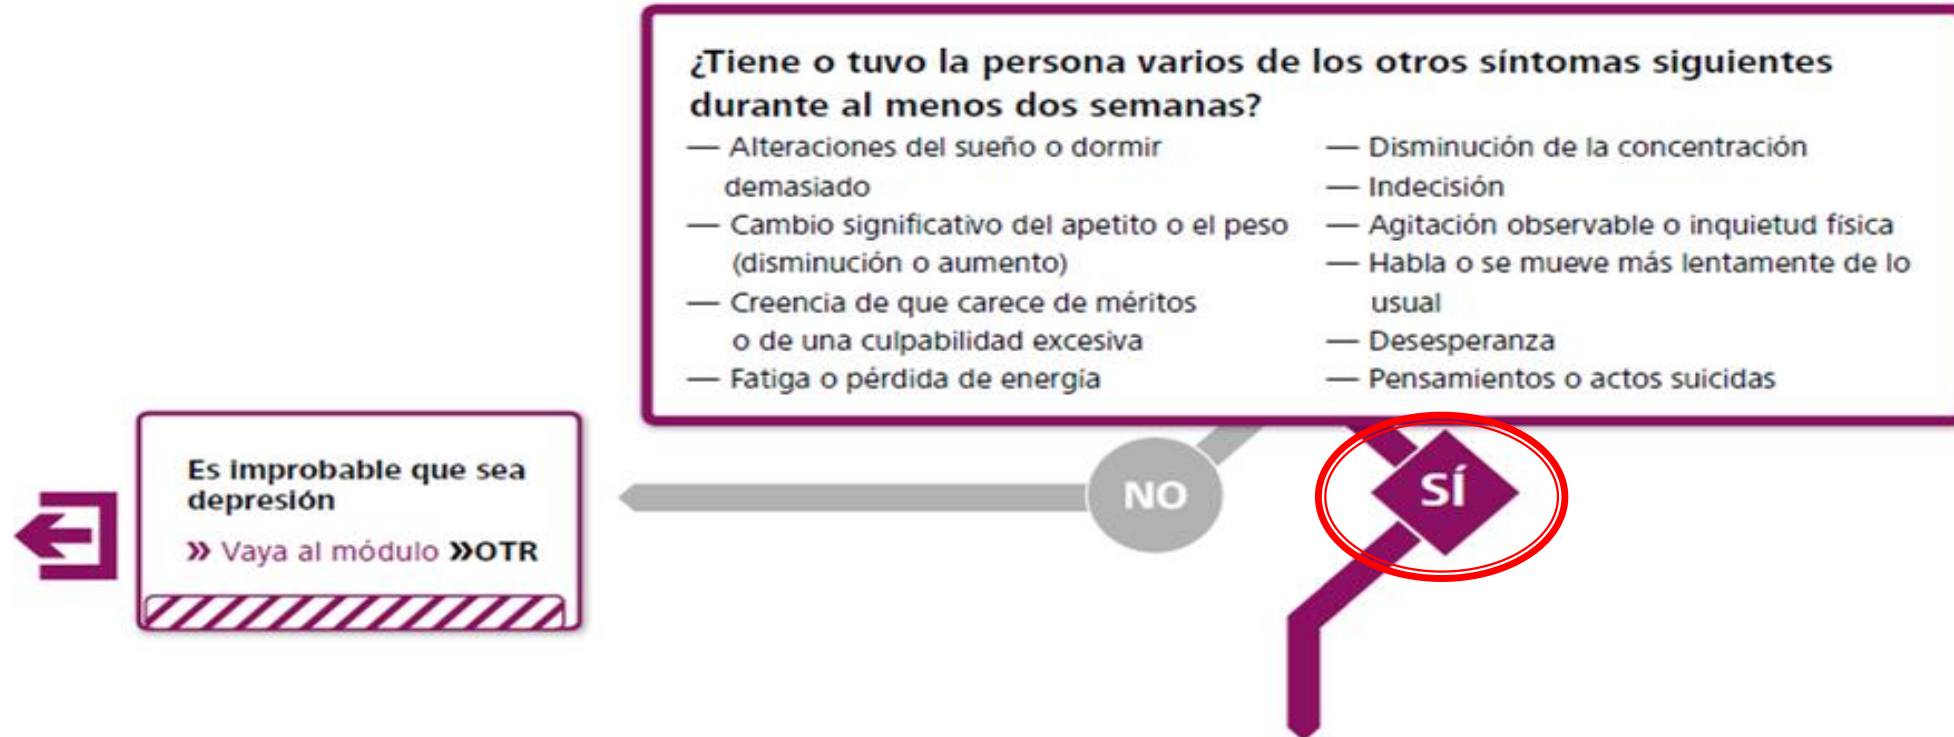 ¿Tiene o tuvo la persona varios de los otros síntomas siguientes
durante al menos dos semanas?
— Alteraciones del sueño o dormir
demasiado
— Cambio significativo del apetito o el peso
(disminución o aumento)
— Creencia de que carece de méritos
o de una culpabilidad excesiva
— Fatiga o pérdida de energía
— Disminución de la concentración
— Indecisión
— Agitación observable o inquietud física
— Habla o se mueve más lentamente de lo
usual
— Desesperanza
— Pensamientos o actos suicidas
NO
SÍ
Es improbable que sea
depresión
» Vaya al módulo »OTR